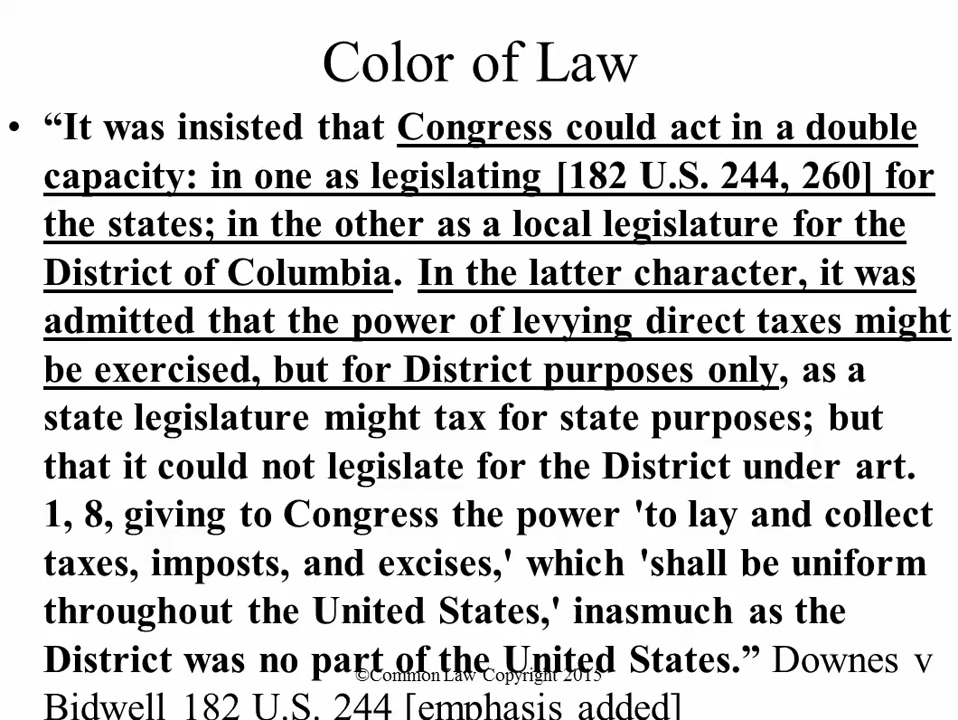 Color of Law
• “It was insisted that Congress could act in a double
capacity: in one as legislating [182 U.S. 244, 260] for
the states; in the other as a local legislature for the
District of Columbia. In the latter character, it was
admitted that the power of levying direct taxes might
be exercised, but for District purposes only, as a
state legislature might tax for state purposes; but
that it could not legislate for the District under art.
1, 8, giving to Congress the power 'to lay and collect
taxes, imposts, and excises,' which 'shall be uniform
throughout the United States,' inasmuch as the
District was no part of the United States.” Downes v
©Common Law Copyright 2015
Bidwell 182 U.S. 244 [emphasis added]